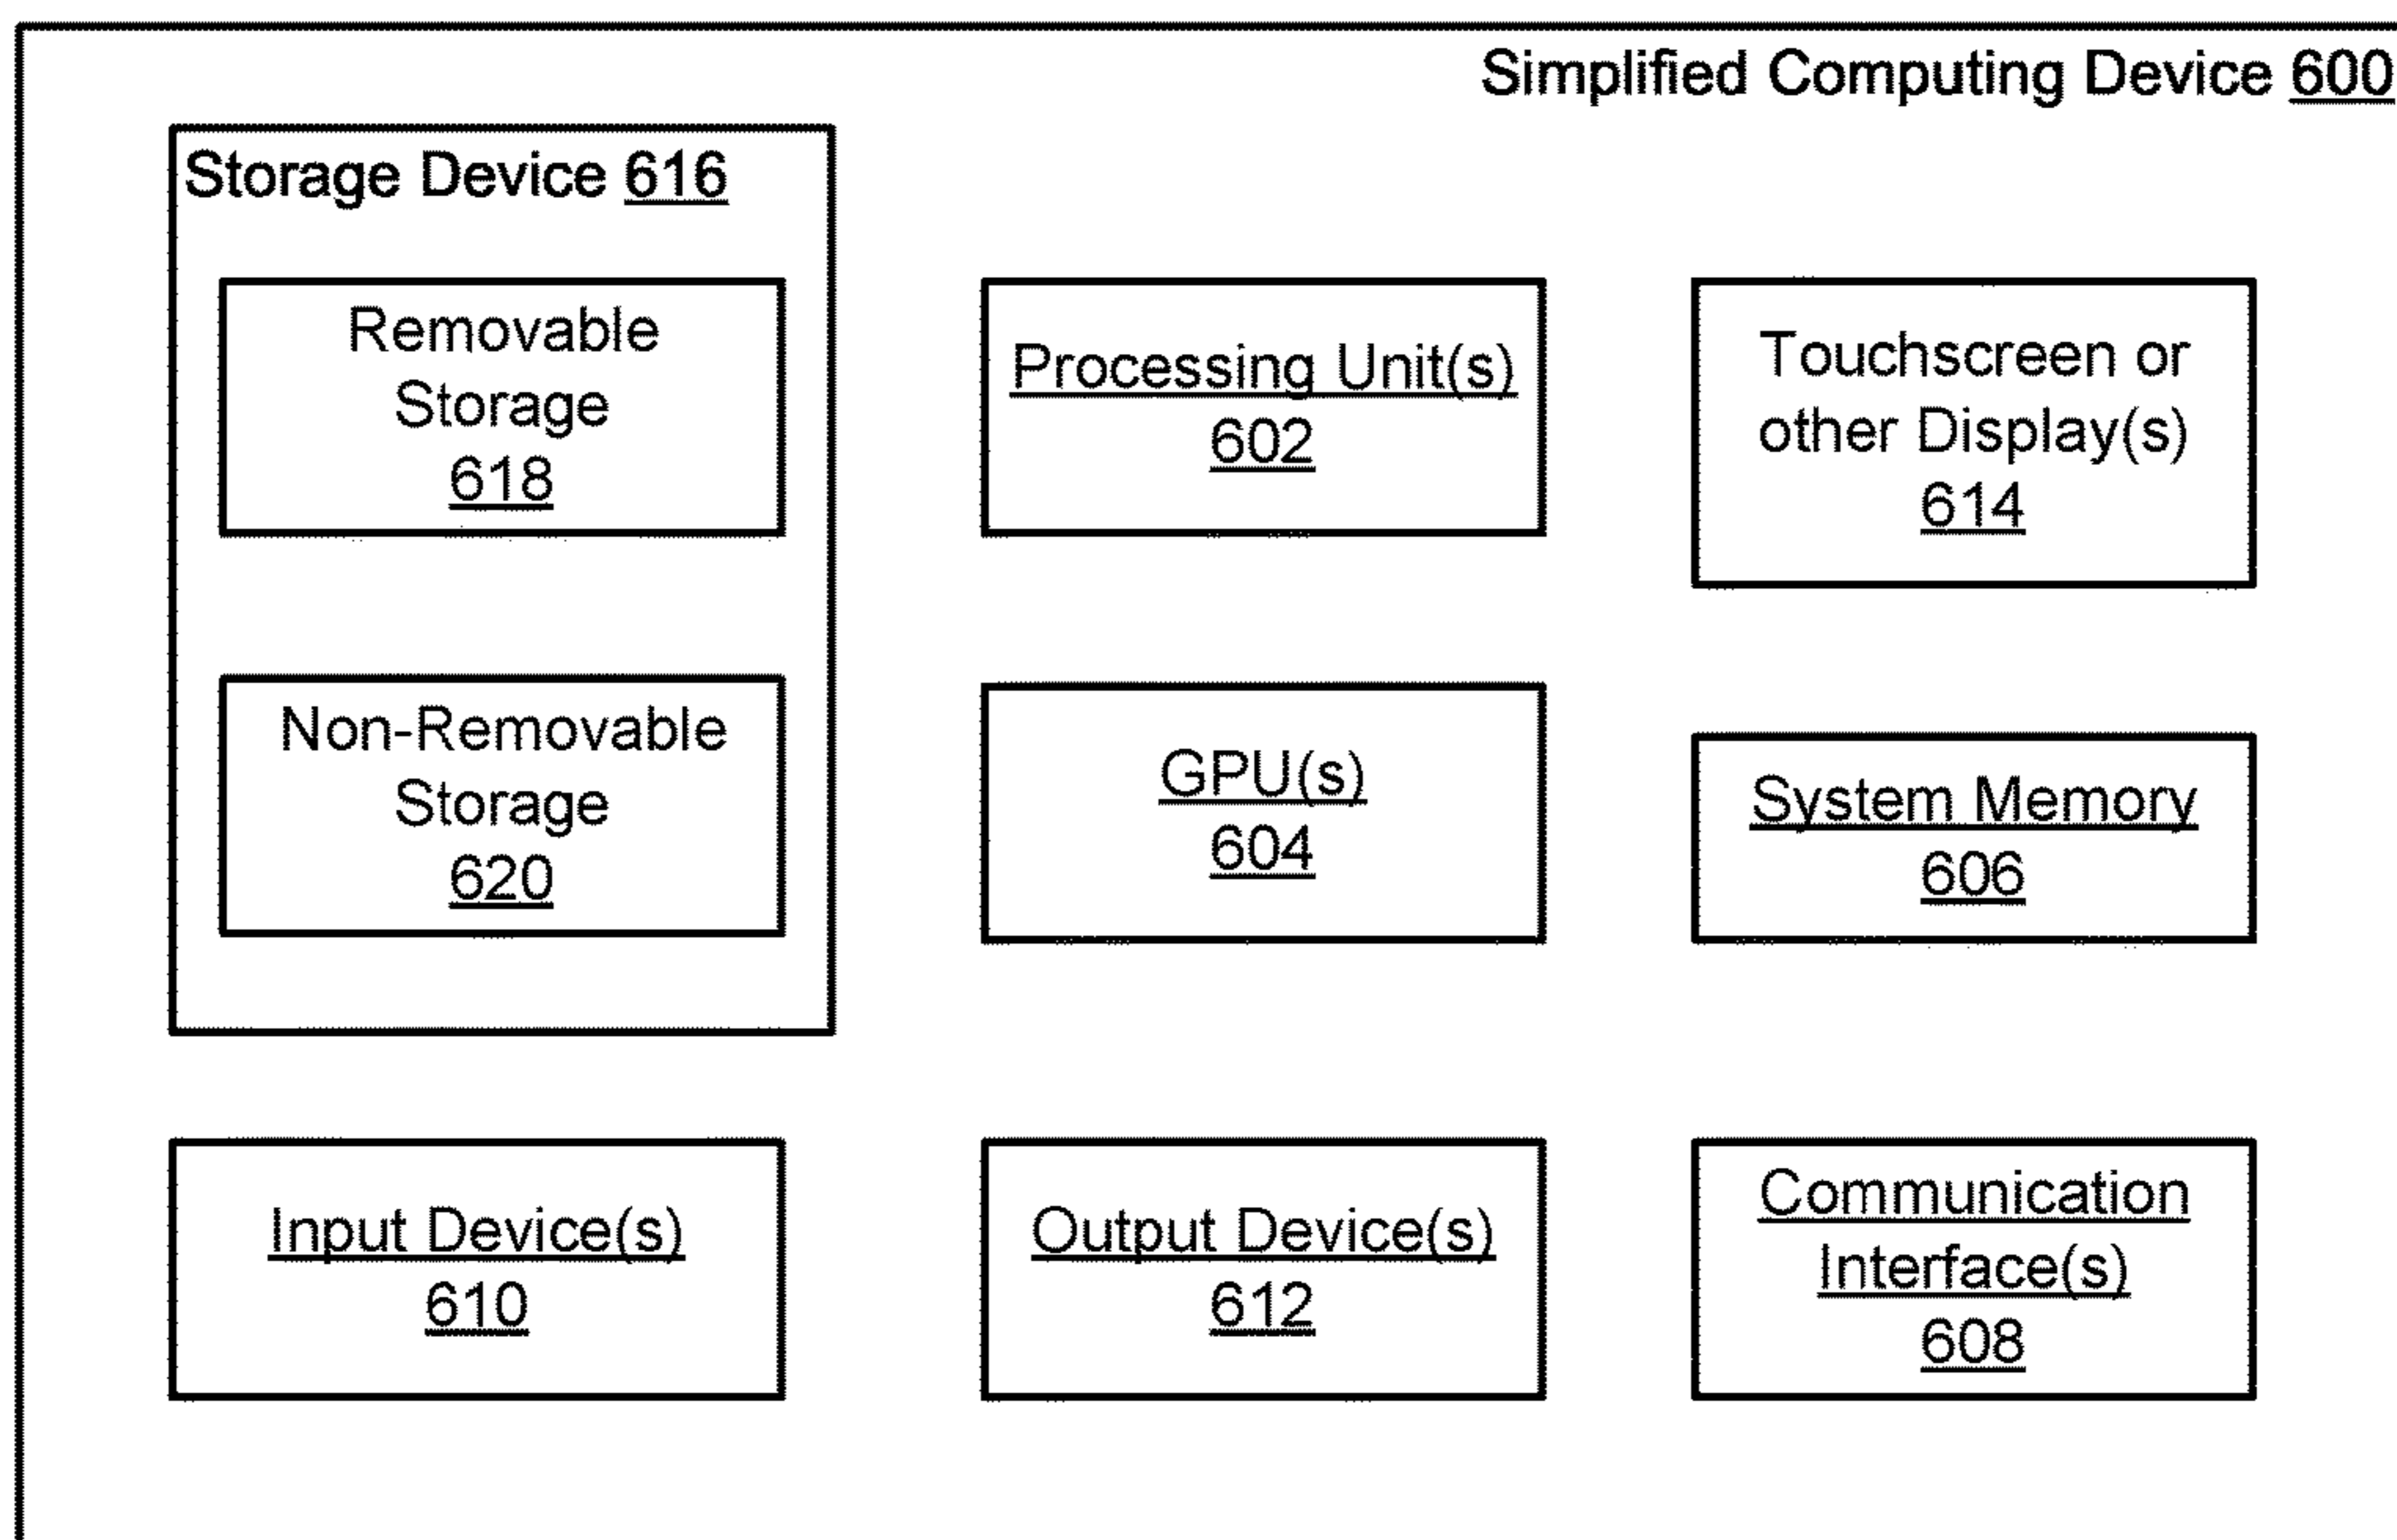 Simplified Computing Device 600
Storage Device 616
Removable
Storage
618
Processing Unit(s)
602
Touchscreen or
other Display(s)
614
Non-Removable
Storage
620
GPU(s)
604
System Memory
606
Input Device(s)
610
Output Device(s)
612
Communication
Interface(s)
608